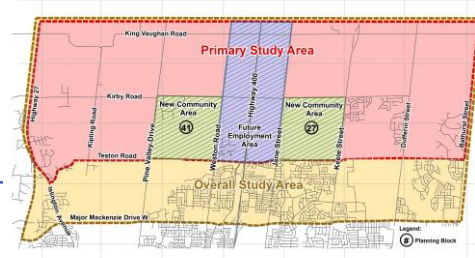 King Vaughan Road
Primary Study Area
Highway 27
Kipling Road
Kirby Road
Pine Valley Drive
New Community
Area
41
Weston Road
Highway 400
Future
Employment
Area
Jane Street
New Community
Area
27
Keele Street
Dufferin Street
Bathurst Street
Teston Road
Islington Avenue
Overall Study Area
Major Mackenzie Drive W
Legend:
# Planning Block